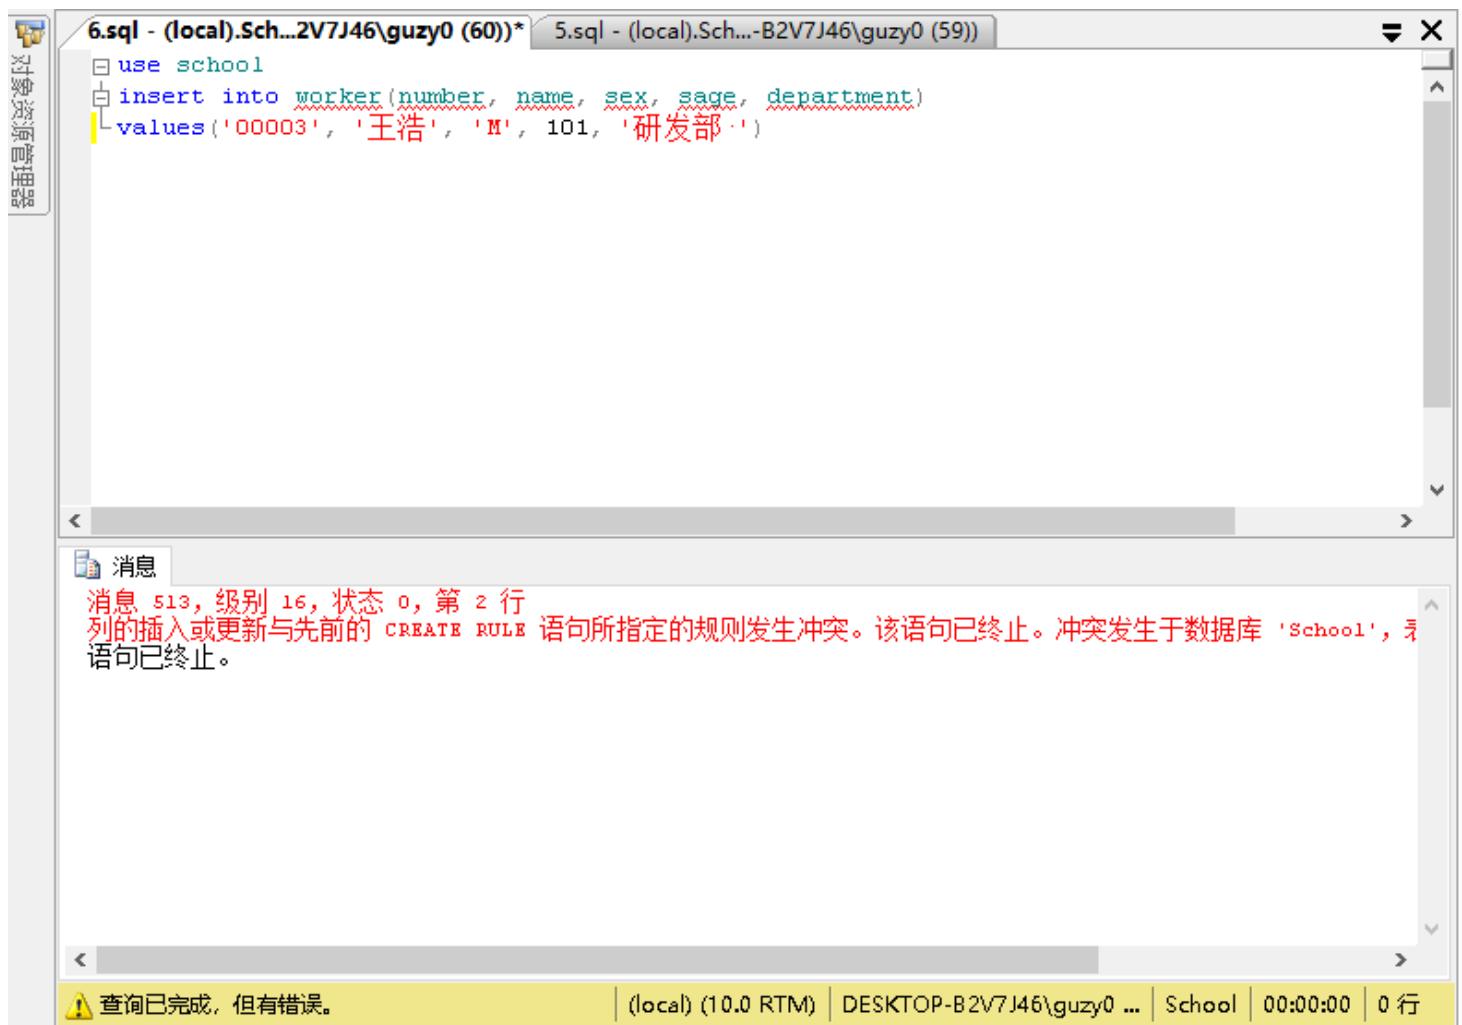 6.sql - (local).Sch...2V7J46\guzy0 (60))* 5.sql - (local).Sch...-B2V7J46\guzy0 (59))
对象资源管理器
use school
insert into worker(number, name, sex, sage, department)
values('00003', '王浩', 'M', 101, '研发部 ')
消息
消息 513，级别 16，状态 0，第 2 行
列的插入或更新与先前的 CREATE RULE 语句所指定的规则发生冲突。该语句已终止。冲突发生于数据库 'School'，
语句已终止。
查询已完成，但有错误。 (local) (10.0 RTM) DESKTOP-B2V7J46\guzy0 ... School 00:00:00 0 行